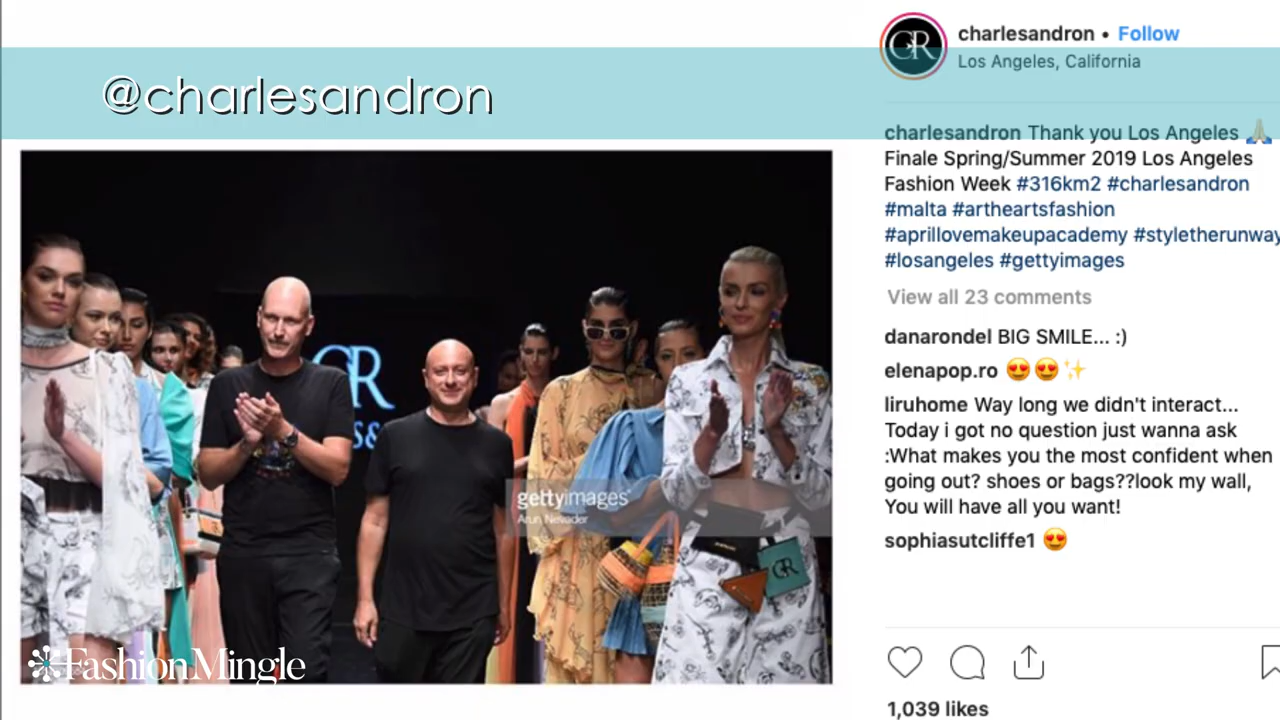 @charlesandron
charlesandron • Follow
Los Angeles, California
charlesandron Thank you Los Angeles 🙏🏼
Finale Spring/Summer 2019 Los Angeles
Fashion Week #316km2 #charlesandron
#malta #artheartsfashion
#aprillovemakeupacademy #styletherunway
#losangeles #gettyimages
View all 23 comments
danarondel BIG SMILE... :)
elenapop.ro 😍😍✨
liruhome Way long we didn't interact...
Today i got no question just wanna ask
:What makes you the most confident when
going out? shoes or bags??look my wall,
You will have all you want!
sophiasutcliffe1 😍
1,039 likes
GR
R
S&
gettyimages®
Arun Nevader
GR
FashionMingle